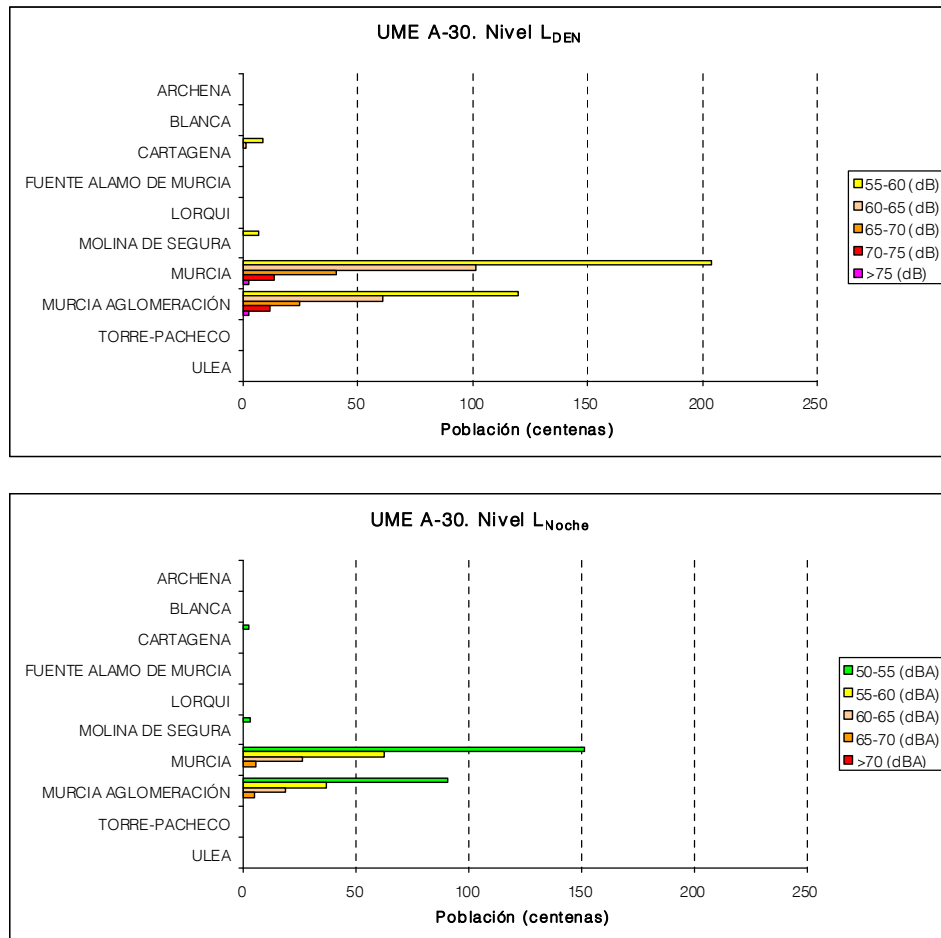 UME A-30. Nivel LDEN
ARCHENA
BLANCA
CARTAGENA
FUENTE ALAMO DE MURCIA
LORQUI
MOLINA DE SEGURA
MURCIA
MURCIA AGLOMERACIÓN
TORRE-PACHECO
ULEA
0 50 100 150 200 250
Población (centenas)
55-60 (dB)
60-65 (dB)
65-70 (dB)
70-75 (dB)
>75 (dB)
UME A-30. Nivel LNoche
ARCHENA
BLANCA
CARTAGENA
FUENTE ALAMO DE MURCIA
LORQUI
MOLINA DE SEGURA
MURCIA
MURCIA AGLOMERACIÓN
TORRE-PACHECO
ULEA
0 50 100 150 200 250
Población (centenas)
50-55 (dBA)
55-60 (dBA)
60-65 (dBA)
65-70 (dBA)
>70 (dBA)